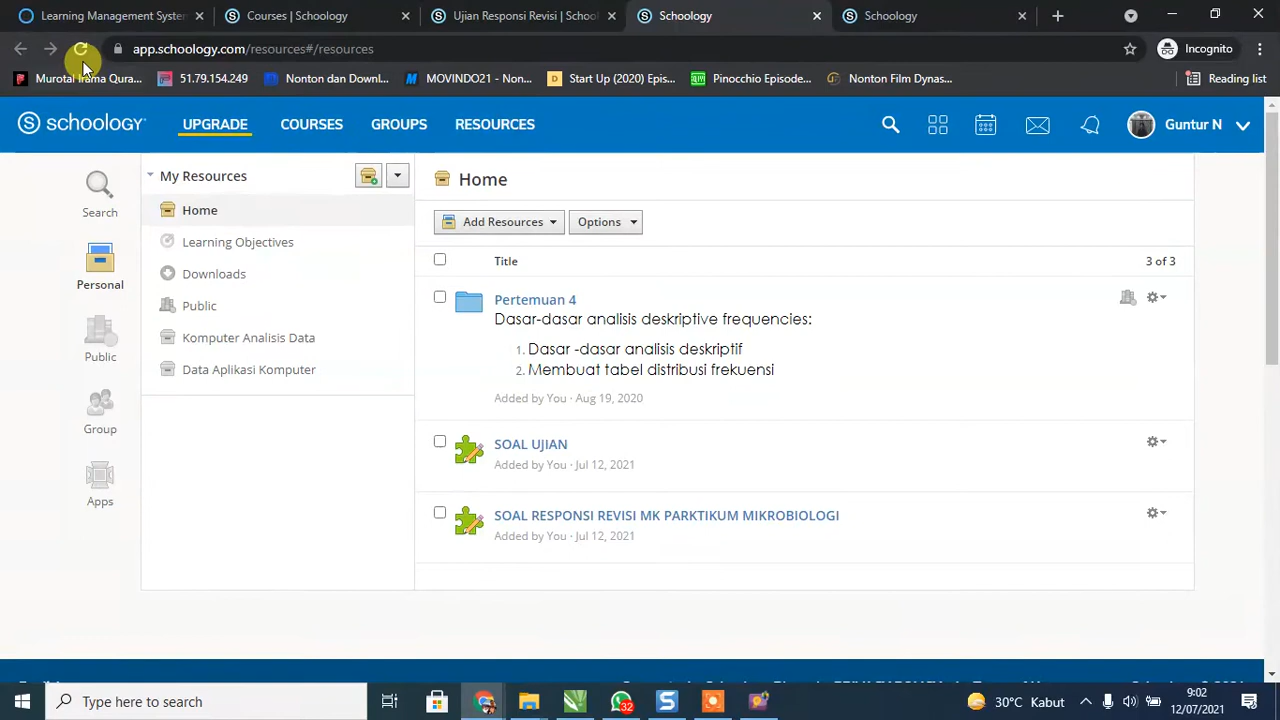 Learning Management System
Courses | Schoology
Ujian Responsi Revisi | School
Schoology
Schoology
app.schoology.com/resources#/resources
Incognito
Murotal Irama Qura...
51.79.154.249
Nonton dan Downl...
MOVINDO21 - Non...
Start Up (2020) Epis...
Pinocchio Episode...
Nonton Film Dynas...
Reading list
S schoology
UPGRADE
COURSES
GROUPS
RESOURCES
Guntur N
Search
Personal
Public
Group
Apps
My Resources
Home
Learning Objectives
Downloads
Public
Komputer Analisis Data
Data Aplikasi Komputer
Home
Add Resources
Options
Title
3 of 3
Pertemuan 4
Dasar-dasar analisis deskriptive frequencies:
1. Dasar -dasar analisis deskriptif
2. Membuat tabel distribusi frekuensi
Added by You · Aug 19, 2020
SOAL UJIAN
Added by You · Jul 12, 2021
SOAL RESPONSI REVISI MK PARKTIKUM MIKROBIOLOGI
Added by You · Jul 12, 2021
Type here to search
32
30°C Kabut
9:02
12/07/2021